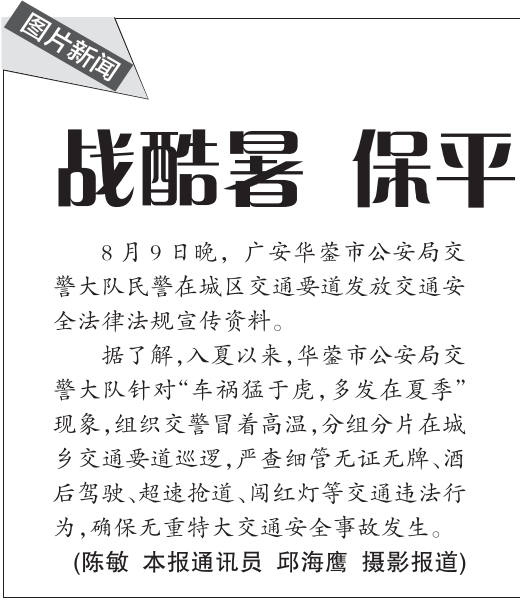 图片新闻
战酷暑 保平
8月9日晚，广安华蓥市公安局交
警大队民警在城区交通要道发放交通安
全法律法规宣传资料。
据了解，入夏以来，华蓥市公安局交
警大队针对“车祸猛于虎，多发在夏季”
现象，组织交警冒着高温，分组分片在城
乡交通要道巡逻，严查细管无证无牌、酒
后驾驶、超速抢道、闯红灯等交通违法行
为，确保无重特大交通安全事故发生。
(陈敏 本报通讯员 邱海鹰 摄影报道)